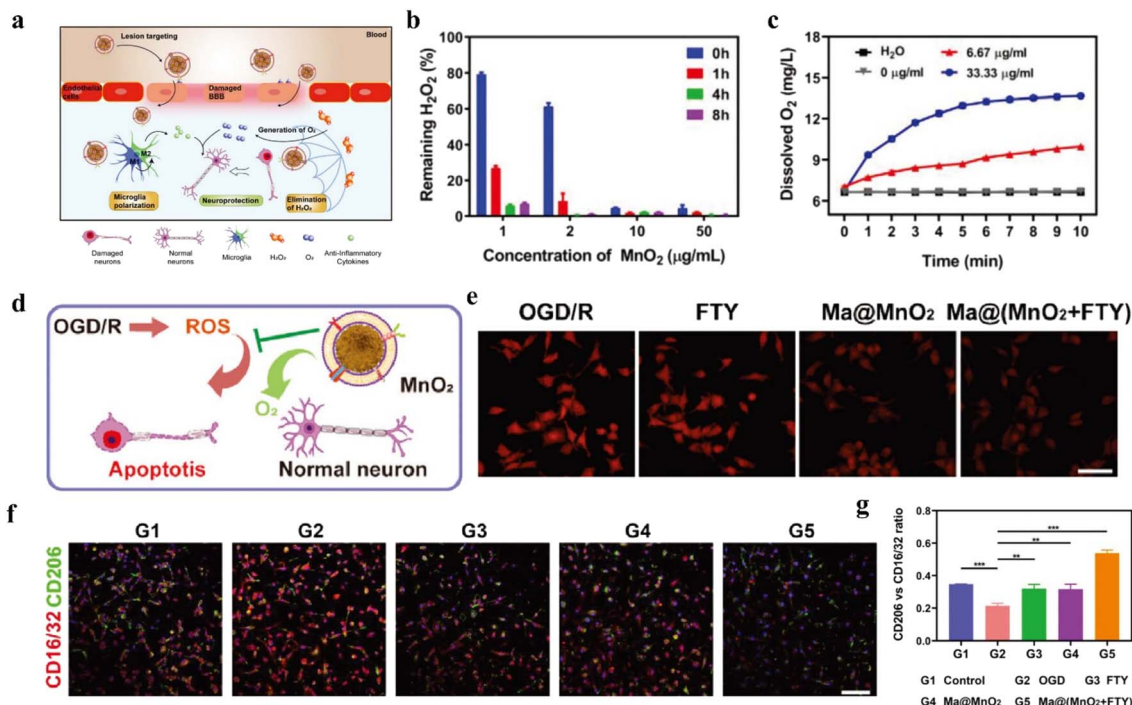 a
Blood
Lesion targeting
Endothelial
cells
Damaged
BBB
Generation of O₂
M2
M1
Microglia
polarization
Neuroprotection
Elimination
of H₂O₂
Damaged
neurons
Normal
neurons
Microglia
H₂O₂
O₂
Anti-Inflammatory
Cytokines
b
Remaining H₂O₂ (%)
100
80
60
40
20
0
0h
1h
4h
8h
1 2 10 50
Concentration of MnO₂ (μg/mL)
c
Dissolved O₂ (mg/L)
18
15
12
9
6
H₂O 6.67 μg/ml
0 μg/ml 33.33 μg/ml
0 1 2 3 4 5 6 7 8 9 10
Time (min)
d
OGD/R ROS
MnO₂
O₂
Apoptotis Normal neuron
e
OGD/R FTY Ma@MnO₂ Ma@(MnO₂+FTY)
f
G1 G2 G3 G4 G5
CD16/32 CD206
g
CD206 vs CD16/32 ratio
0.8
0.6
0.4
0.2
0.0
***
**
**
***
G1 G2 G3 G4 G5
G1 Control G2 OGD G3 FTY
G4 Ma@MnO₂ G5 Ma@(MnO₂+FTY)